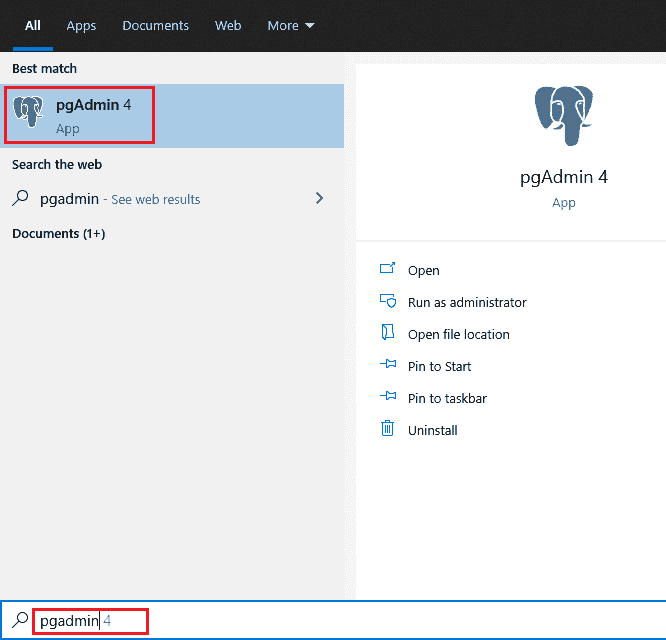 All Apps Documents Web More
Best match
pgAdmin 4
App
Search the web
pgadmin - See web results
Documents (1+)
pgAdmin 4
App
Open
Run as administrator
Open file location
Pin to Start
Pin to taskbar
Uninstall
pgadmin 4